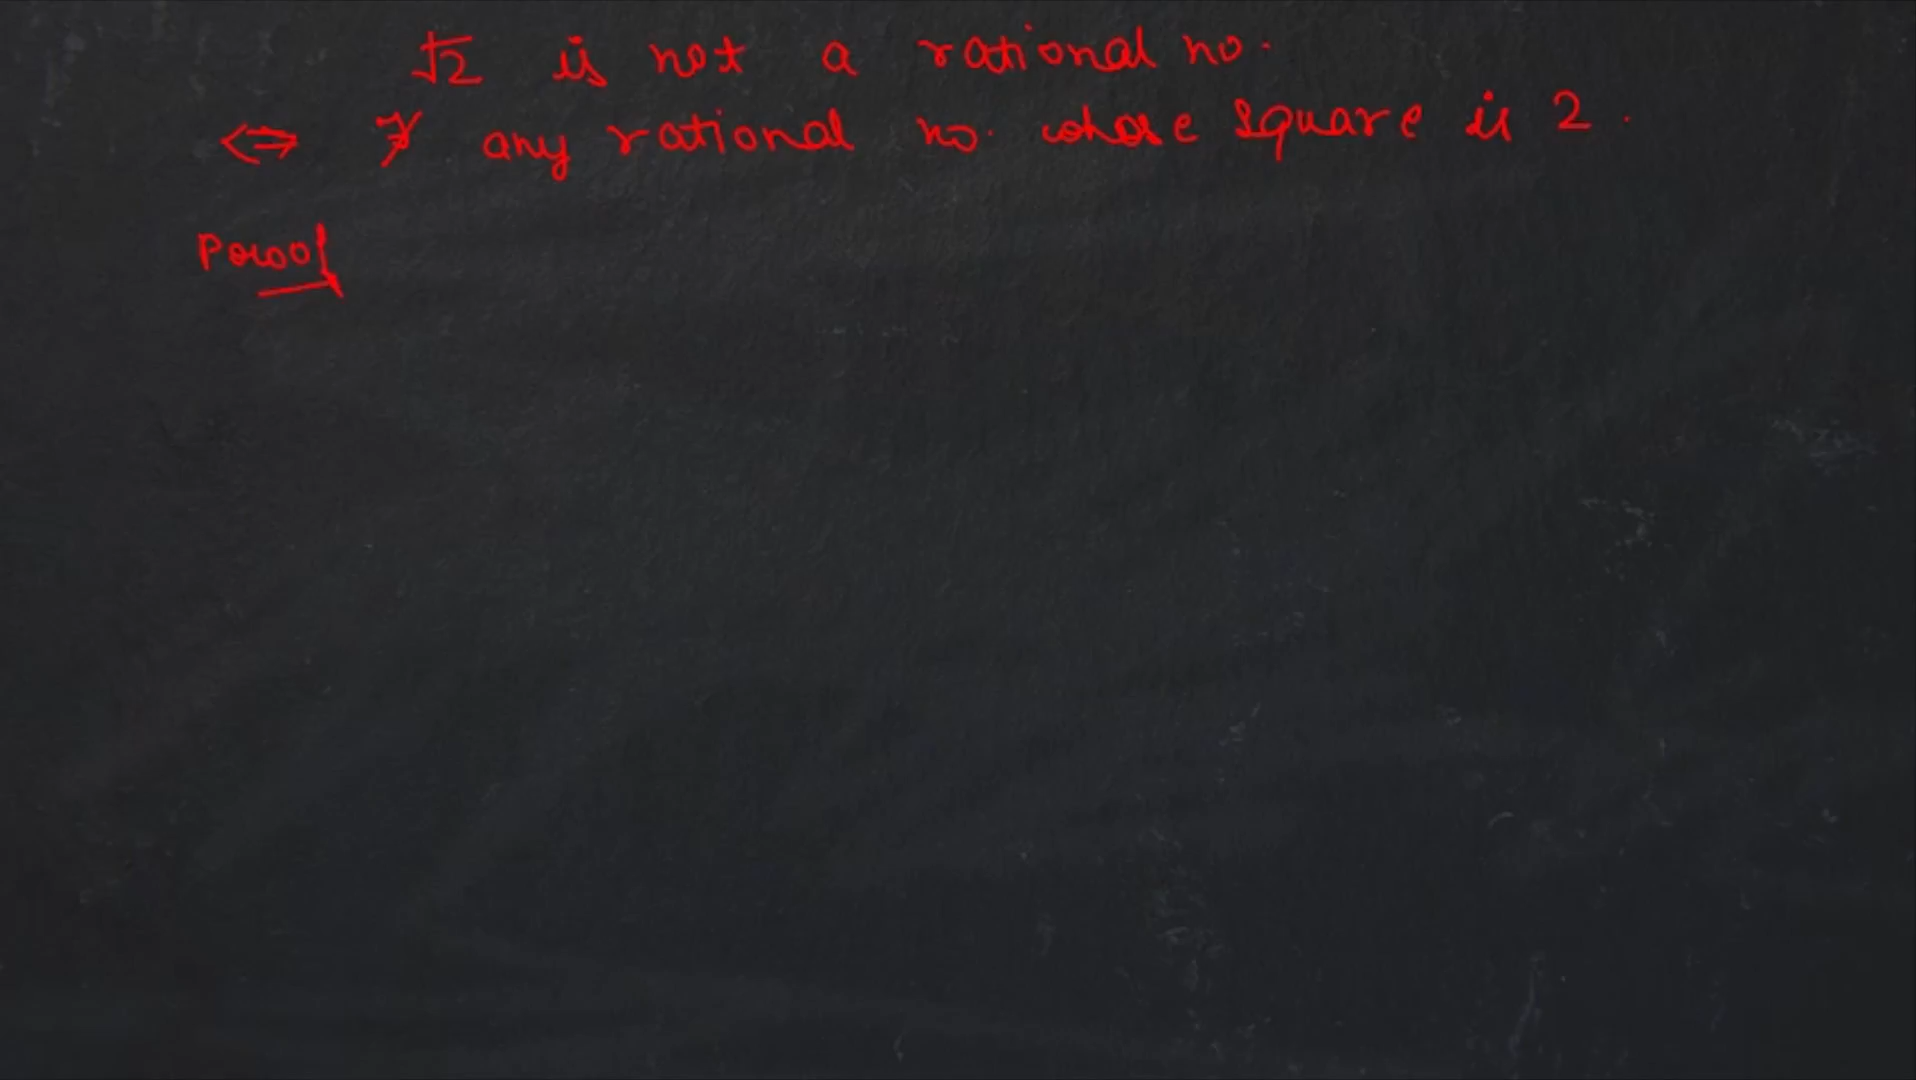 √2 is not a rational no.
<=> ∄ any rational no. whose square is 2.
Proof